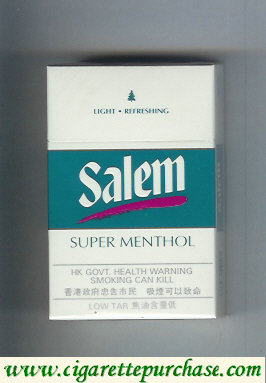 LIGHT • REFRESHING
Salem
SUPER MENTHOL
HK GOVT. HEALTH WARNING
SMOKING CAN KILL
香港政府忠告市民 吸煙可以致命
LOW TAR 焦油含量低
www.cigarettepurchase.com